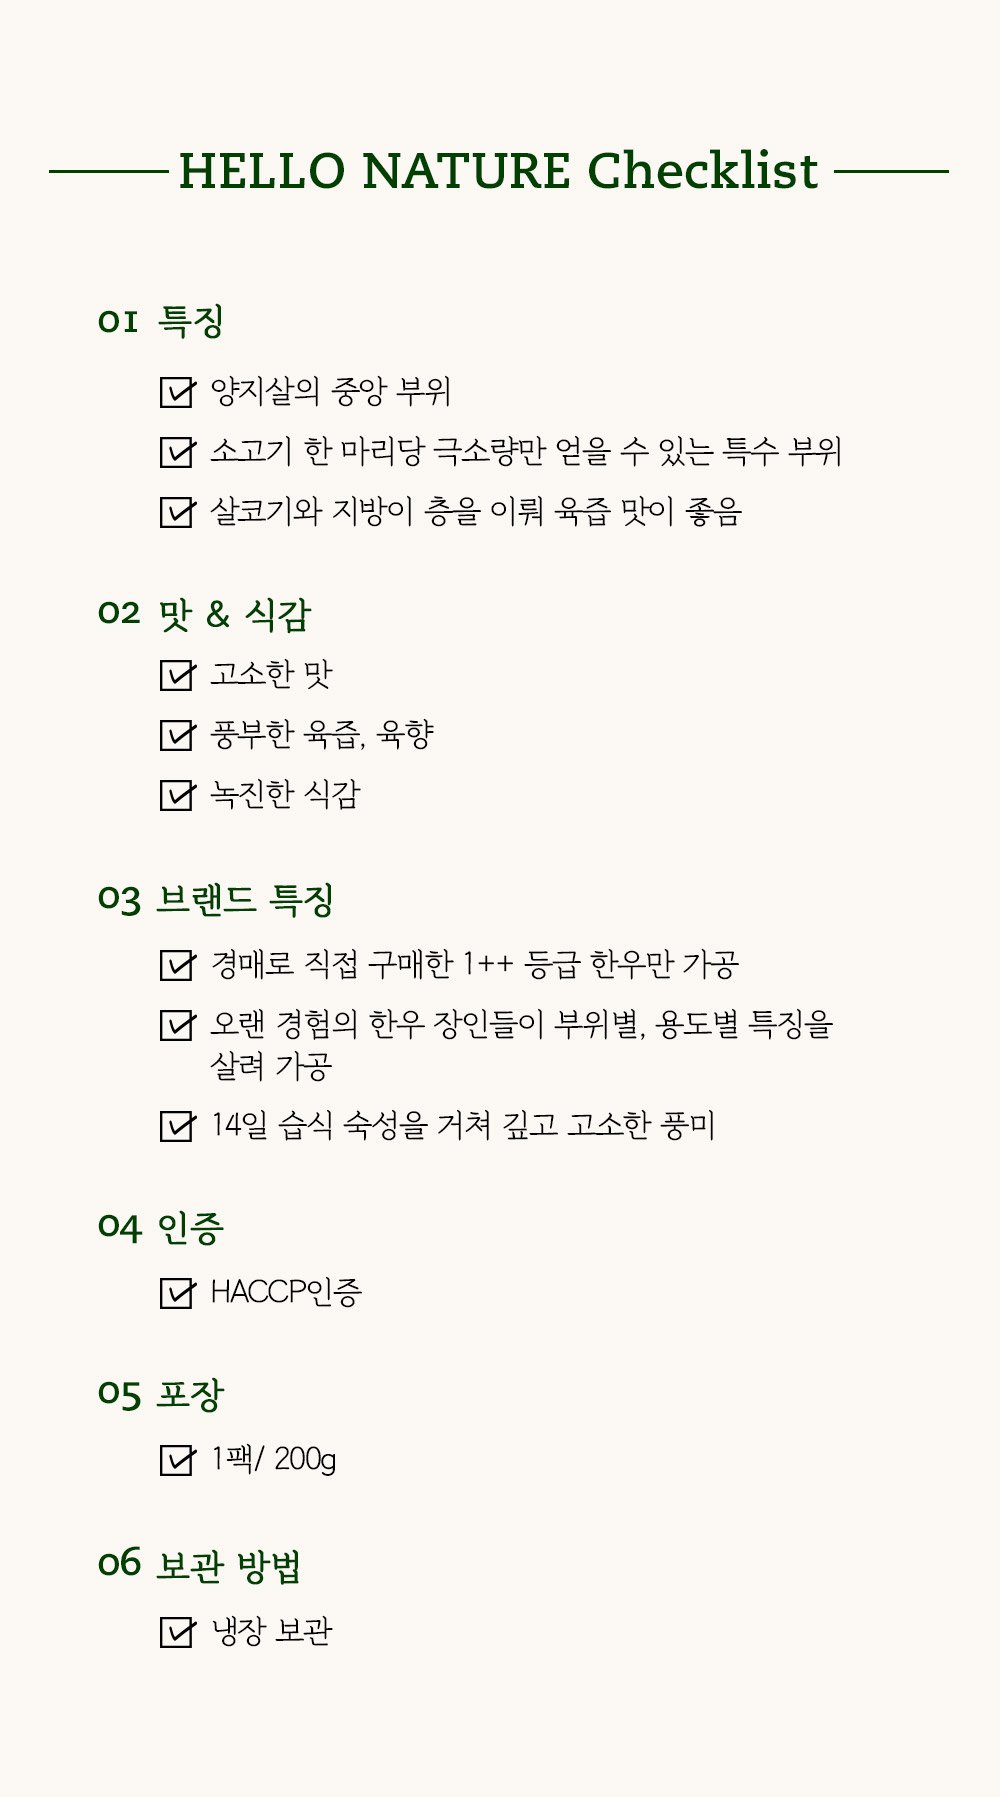 HELLO NATURE Checklist
01 특징
양지살의 중앙 부위
소고기 한 마리당 극소량만 얻을 수 있는 특수 부위
살코기와 지방이 층을 이뤄 육즙 맛이 좋음
02 맛 & 식감
고소한 맛
풍부한 육즙, 육향
녹진한 식감
03 브랜드 특징
경매로 직접 구매한 1++ 등급 한우만 가공
오랜 경험의 한우 장인들이 부위별, 용도별 특징을
살려 가공
14일 습식 숙성을 거쳐 깊고 고소한 풍미
04 인증
HACCP인증
05 포장
1팩/ 200g
06 보관 방법
냉장 보관